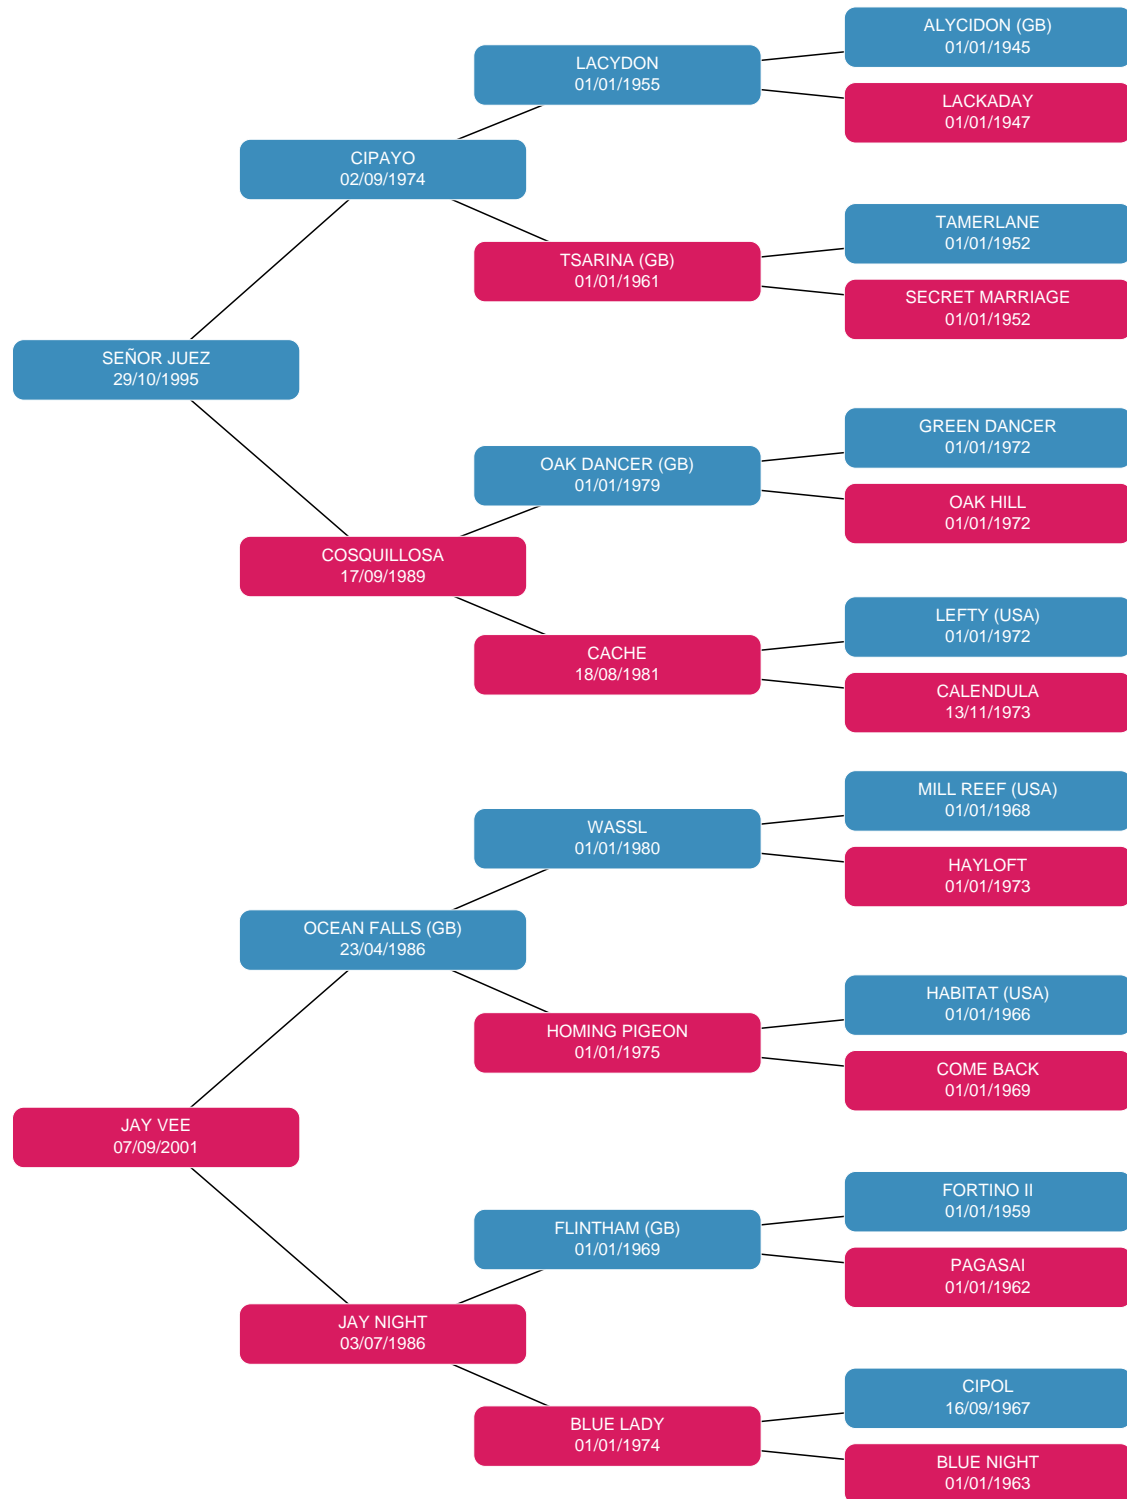 ALYCIDON (GB)
01/01/1945
LACYDON
01/01/1955
LACKADAY
01/01/1947
CIPAYO
02/09/1974
TAMERLANE
01/01/1952
TSARINA (GB)
01/01/1961
SECRET MARRIAGE
01/01/1952
SEÑOR JUEZ
29/10/1995
GREEN DANCER
01/01/1972
OAK DANCER (GB)
01/01/1979
OAK HILL
01/01/1972
COSQUILLOSA
17/09/1989
LEFTY (USA)
01/01/1972
CACHE
18/08/1981
CALENDULA
13/11/1973
MILL REEF (USA)
01/01/1968
WASSL
01/01/1980
HAYLOFT
01/01/1973
OCEAN FALLS (GB)
23/04/1986
HABITAT (USA)
01/01/1966
HOMING PIGEON
01/01/1975
COME BACK
01/01/1969
JAY VEE
07/09/2001
FORTINO II
01/01/1959
FLINTHAM (GB)
01/01/1969
PAGASAI
01/01/1962
JAY NIGHT
03/07/1986
CIPOL
16/09/1967
BLUE LADY
01/01/1974
BLUE NIGHT
01/01/1963